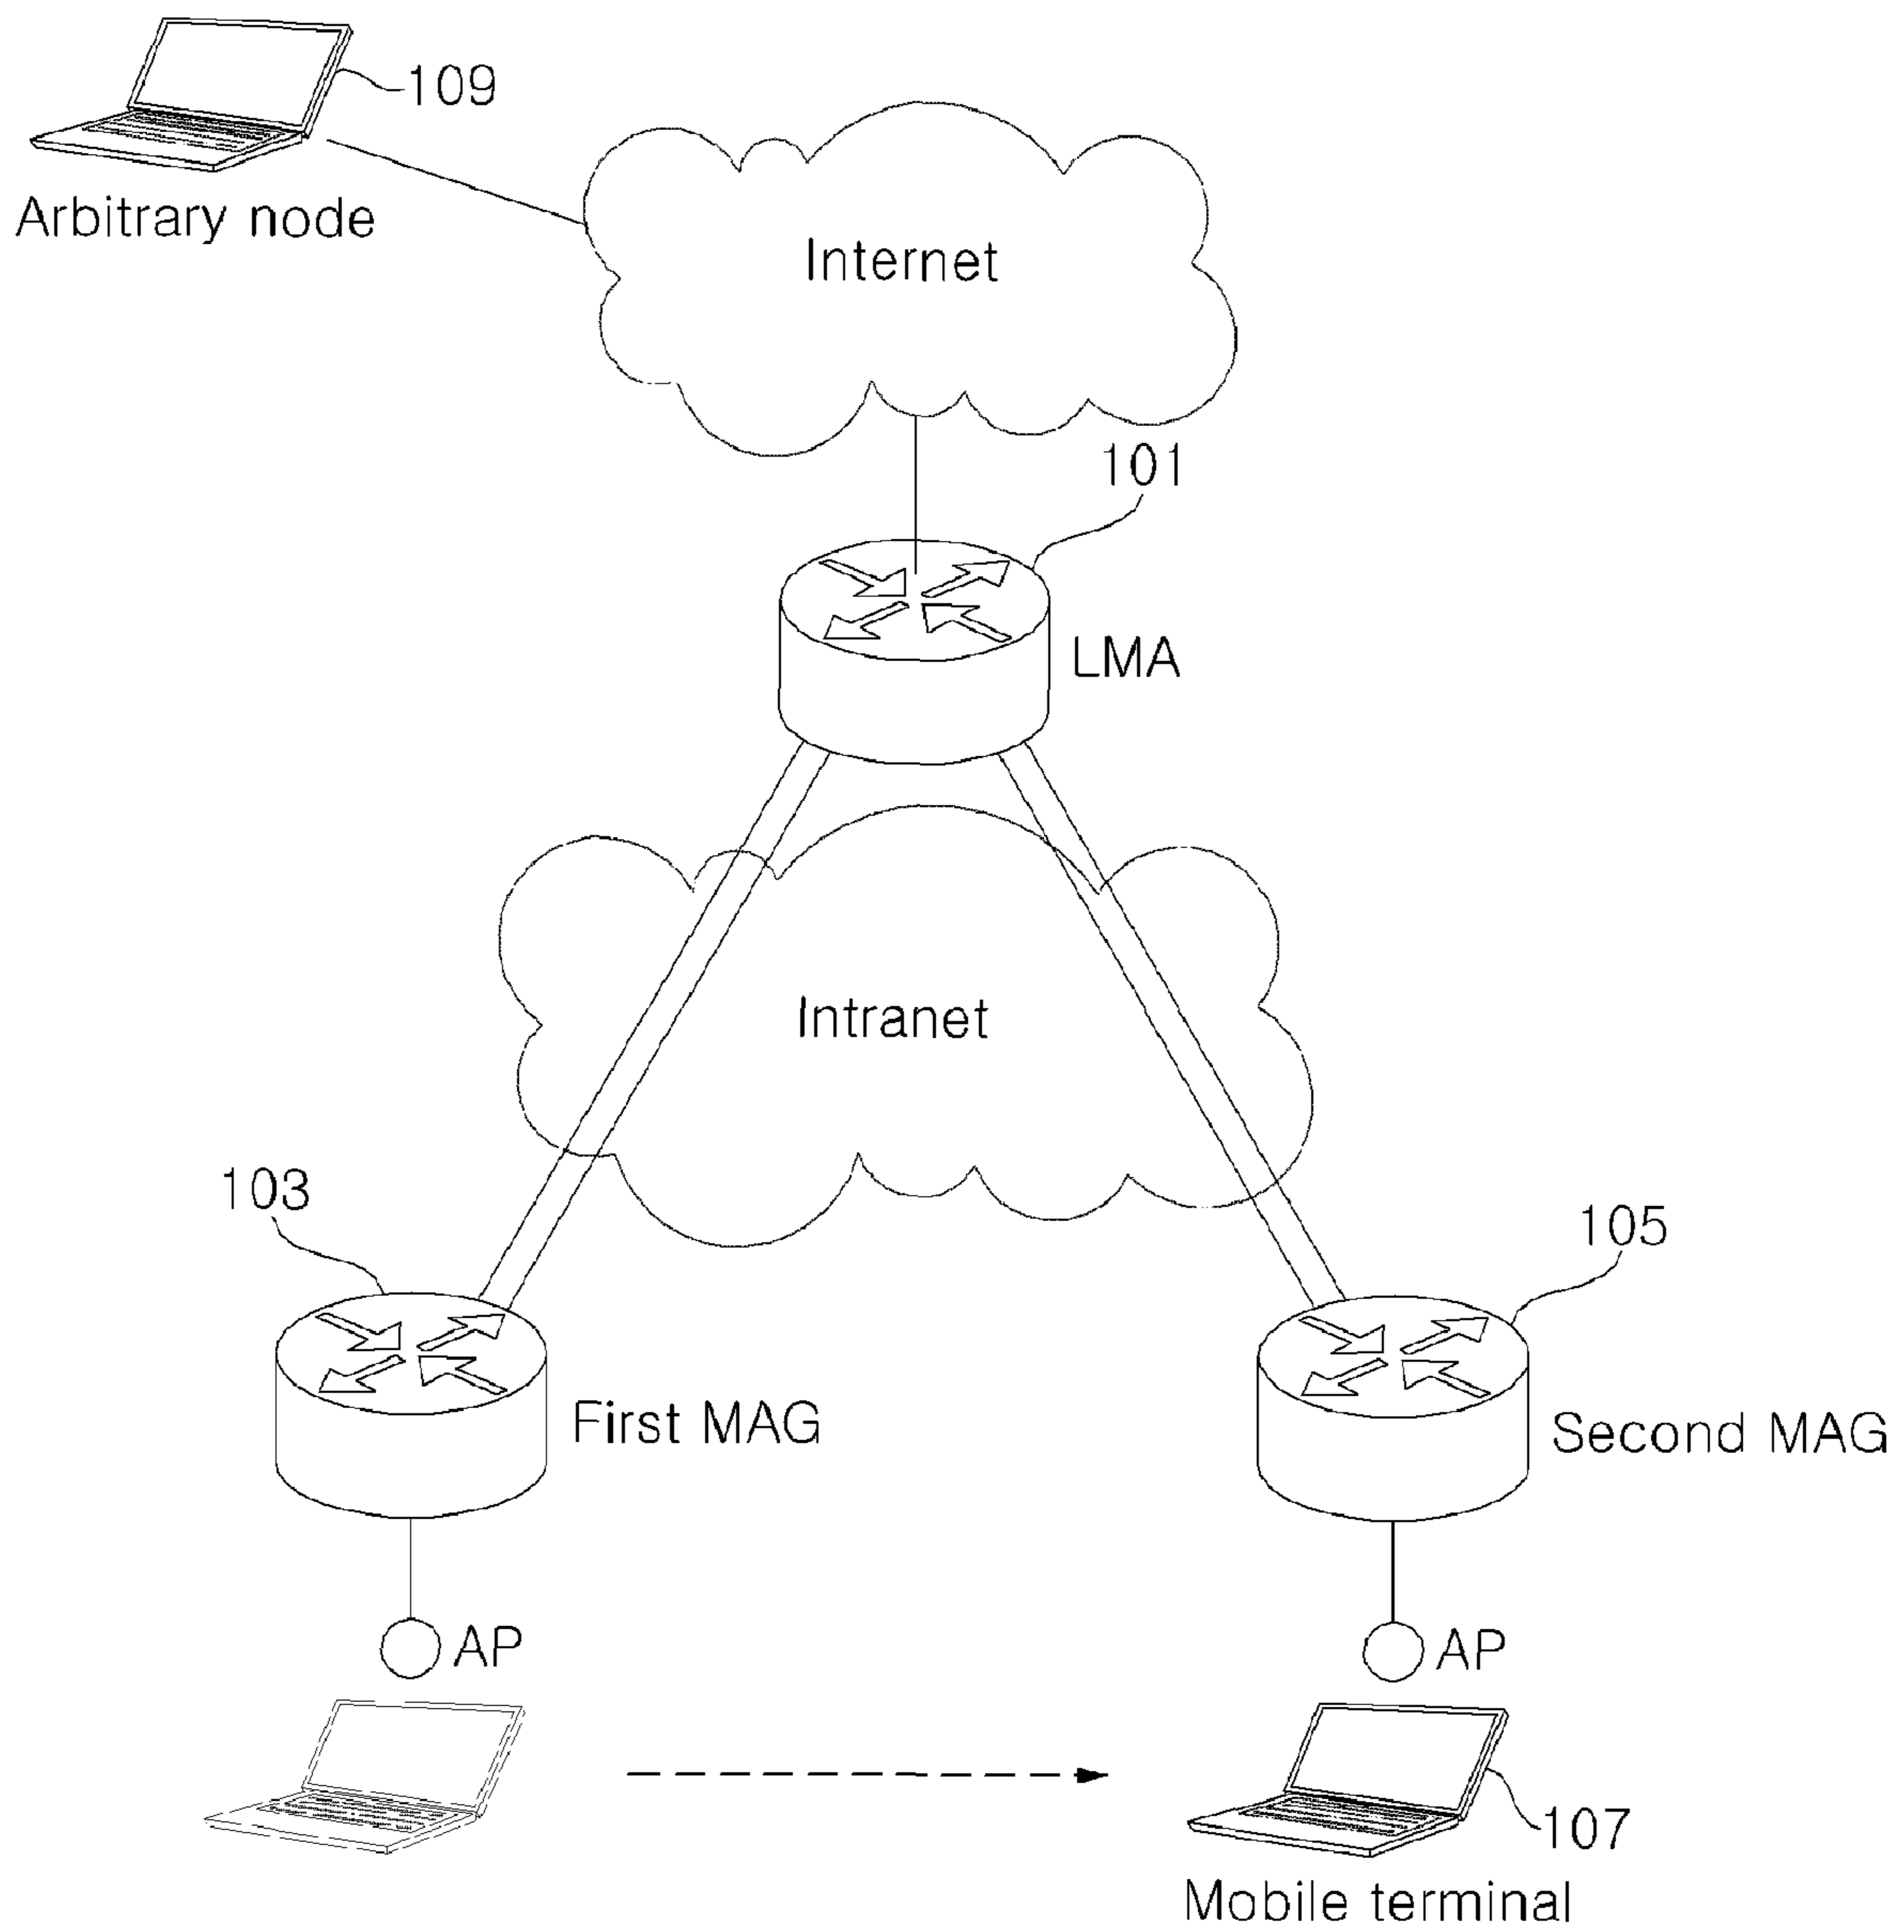 109
Arbitrary node
Internet
101
LMA
Intranet
103
105
First MAG
Second MAG
AP
AP
107
Mobile terminal